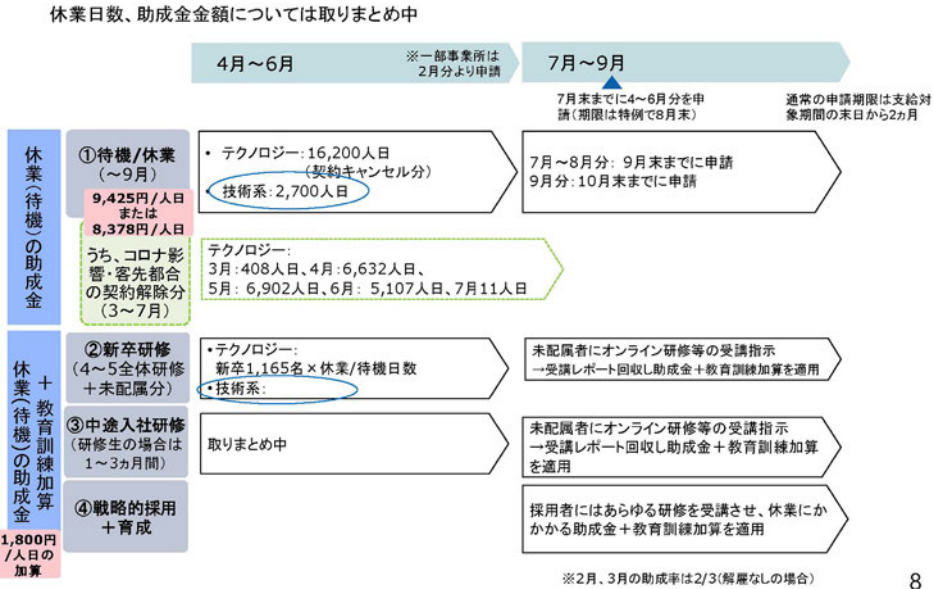 休業日数、助成金金額については取りまとめ中
4月～6月
※一部事業所は
2月分より申請
7月～9月
7月末までに4～6月分を申
請(期限は特例で8月末)
通常の申請期限は支給対
象期間の末日から2ヵ月
休業(待機)の助成金
①待機/休業
(～9月)
9,425円/人日
または
8,378円/人日
・ テクノロジー:16,200人日
(契約キャンセル分)
・ 技術系:2,700人日
7月～8月分: 9月末までに申請
9月分:10月末までに申請
うち、コロナ影
響・客先都合
の契約解除分
(3～7月)
テクノロジー:
3月:408人日、4月:6,632人日、
5月: 6,902人日、6月: 5,107人日、7月11人日
休業(待機)の助成金
＋教育訓練加算
1,800円
/人日の
加算
②新卒研修
(4～5全体研修
＋未配属分)
・テクノロジー:
新卒1,165名×休業/待機日数
・技術系:
未配属者にオンライン研修等の受講指示
→受講レポート回収し助成金＋教育訓練加算を適用
③中途入社研修
(研修生の場合は
1～3ヵ月間)
取りまとめ中
未配属者にオンライン研修等の受講指示
→受講レポート回収し助成金＋教育訓練加算
を適用
④戦略的採用
＋育成
採用者にはあらゆる研修を受講させ、休業にか
かかる助成金＋教育訓練加算を適用
※2月、3月の助成率は2/3(解雇なしの場合)
8